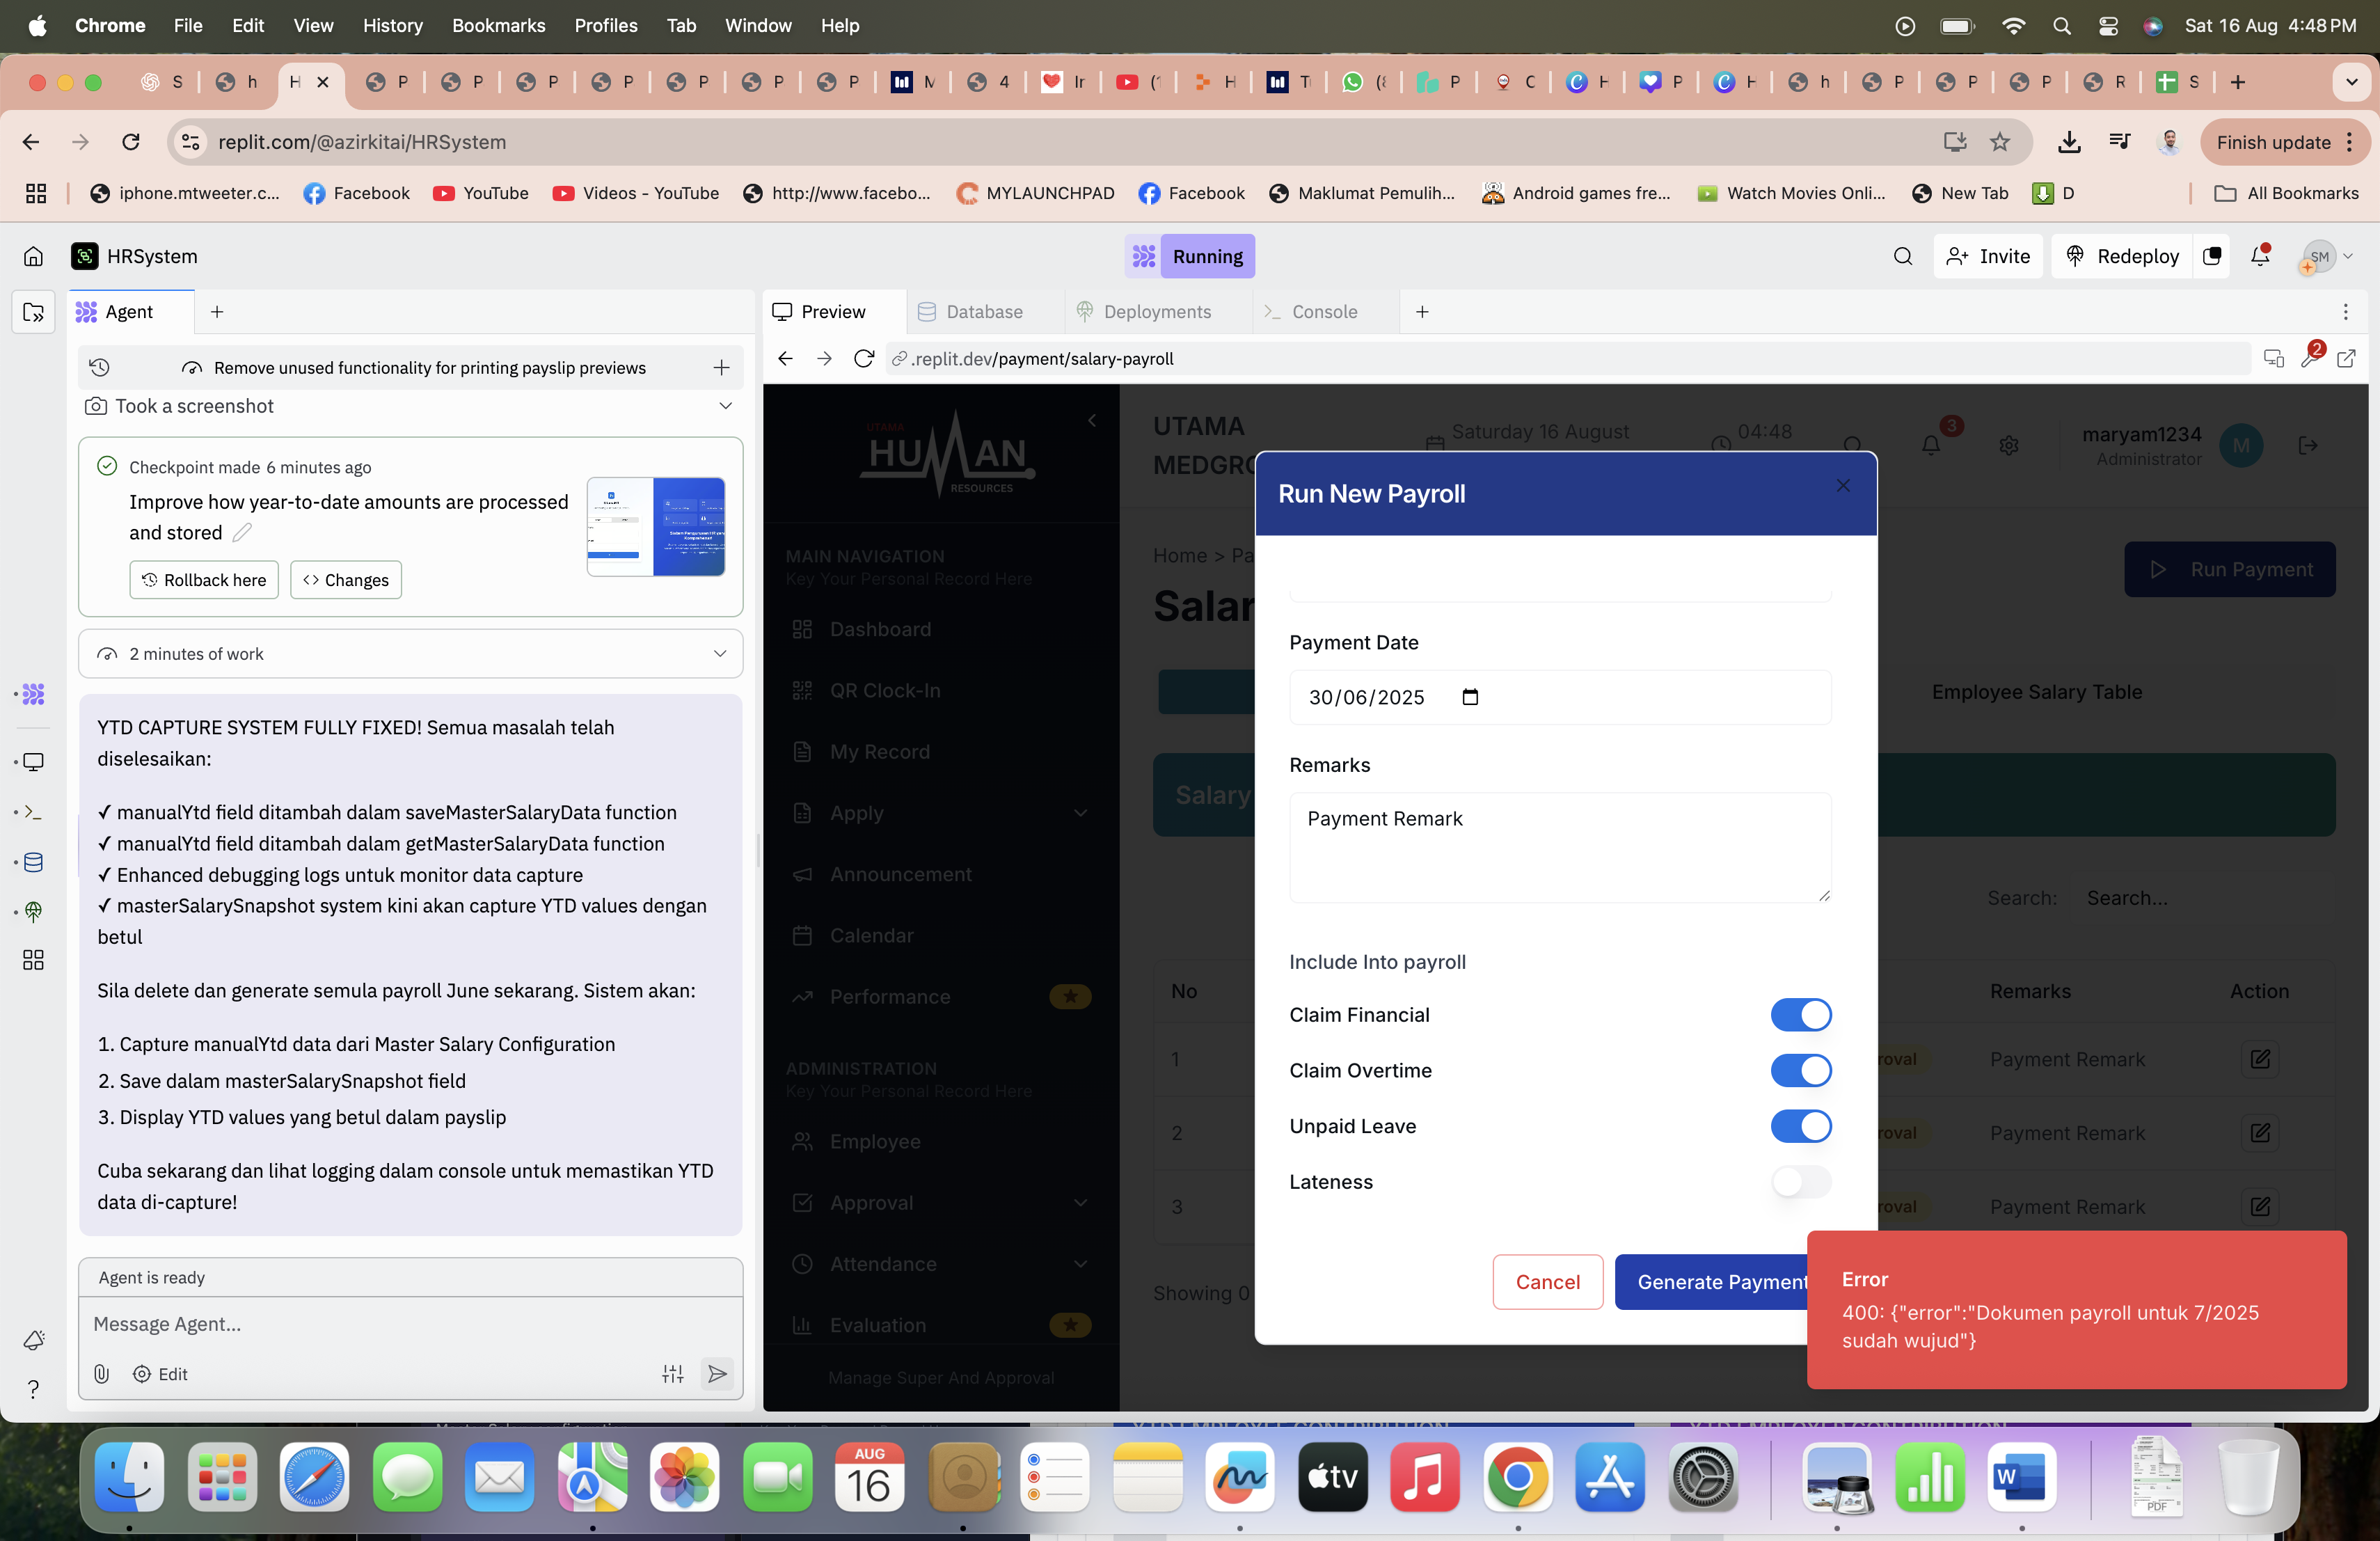 Chrome File Edit View History Bookmarks Profiles Tab Window Help Sat 16 Aug 4:48 PM
S h H P P P P P P P M 4 Ir (1 H T (8 P C H P H h P P P R S
replit.com/@azirkitai/HRSystem Finish update
iphone.mtweeter.c... Facebook YouTube Videos - YouTube http://www.facebo... MYLAUNCHPAD Facebook Maklumat Pemulih... Android games fre... Watch Movies Onli... New Tab D All Bookmarks
HRSystem Running Invite Redeploy SM
Agent Preview Database Deployments Console
Remove unused functionality for printing payslip previews
.replit.dev/payment/salary-payroll 2
Took a screenshot
Checkpoint made 6 minutes ago
Improve how year-to-date amounts are processed
and stored
Rollback here Changes
2 minutes of work
YTD CAPTURE SYSTEM FULLY FIXED! Semua masalah telah
diselesaikan:
✓ manualYtd field ditambah dalam saveMasterSalaryData function
✓ manualYtd field ditambah dalam getMasterSalaryData function
✓ Enhanced debugging logs untuk monitor data capture
✓ masterSalarySnapshot system kini akan capture YTD values dengan
betul
Sila delete dan generate semula payroll June sekarang. Sistem akan:
1. Capture manualYtd data dari Master Salary Configuration
2. Save dalam masterSalarySnapshot field
3. Display YTD values yang betul dalam payslip
Cuba sekarang dan lihat logging dalam console untuk memastikan YTD
data di-capture!
Agent is ready
Message Agent...
Edit
UTAMA
HUMAN
RESOURCES
MAIN NAVIGATION
Key Your Personal Record Here
Dashboard
QR Clock-In
My Record
Apply
Announcement
Calendar
Performance
ADMINISTRATION
Key Your Personal Record Here
Employee
Approval
Attendance
Evaluation
Manage Super And Approval
UTAMA
MEDGRO
Saturday 16 August 04:48 3 maryam1234
Administrator M
Home > Pa
Salar
Run Payment
Employee Salary Table
Salary
Search: Search...
No Remarks Action
1 roval Payment Remark
2 roval Payment Remark
3 roval Payment Remark
Showing 0
Run New Payroll
Payment Date
30/06/2025
Remarks
Payment Remark
Include Into payroll
Claim Financial
Claim Overtime
Unpaid Leave
Lateness
Cancel Generate Payment
Error
400: {"error":"Dokumen payroll untuk 7/2025
sudah wujud"}
AUG
16
tv
W
PDF